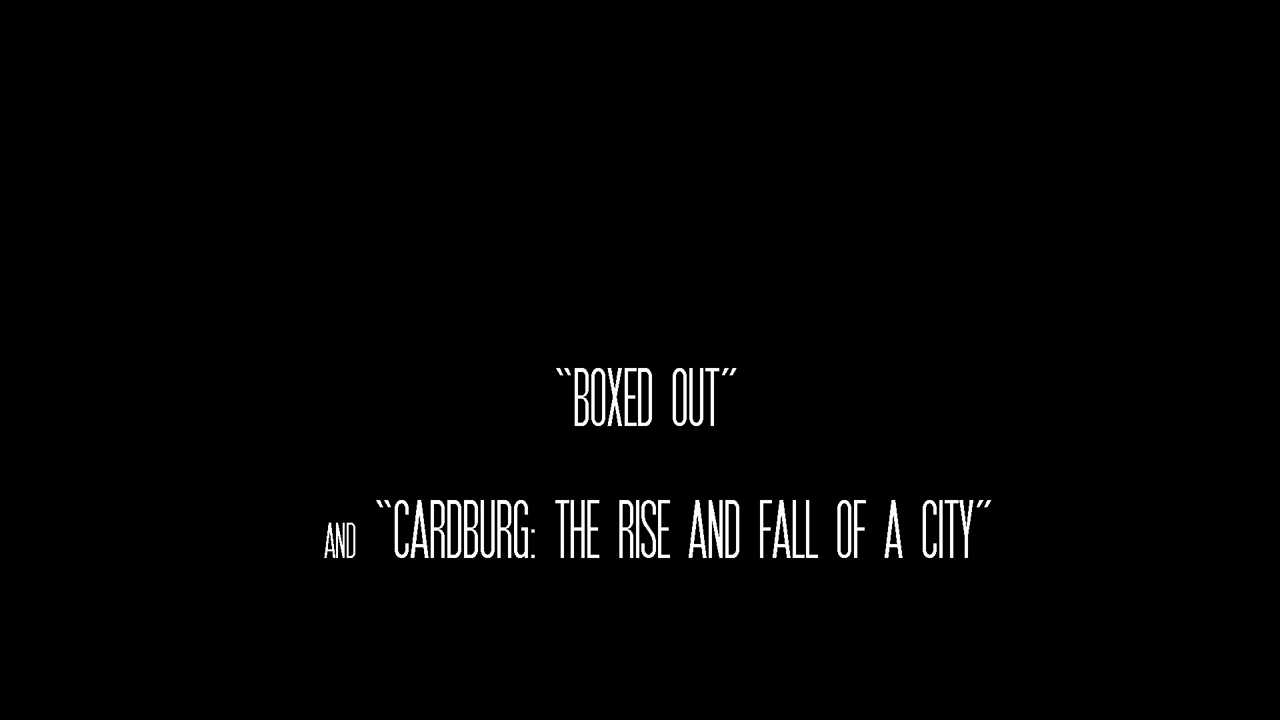 “BOXED OUT”
AND “CARDBURG: THE RISE AND FALL OF A CITY”